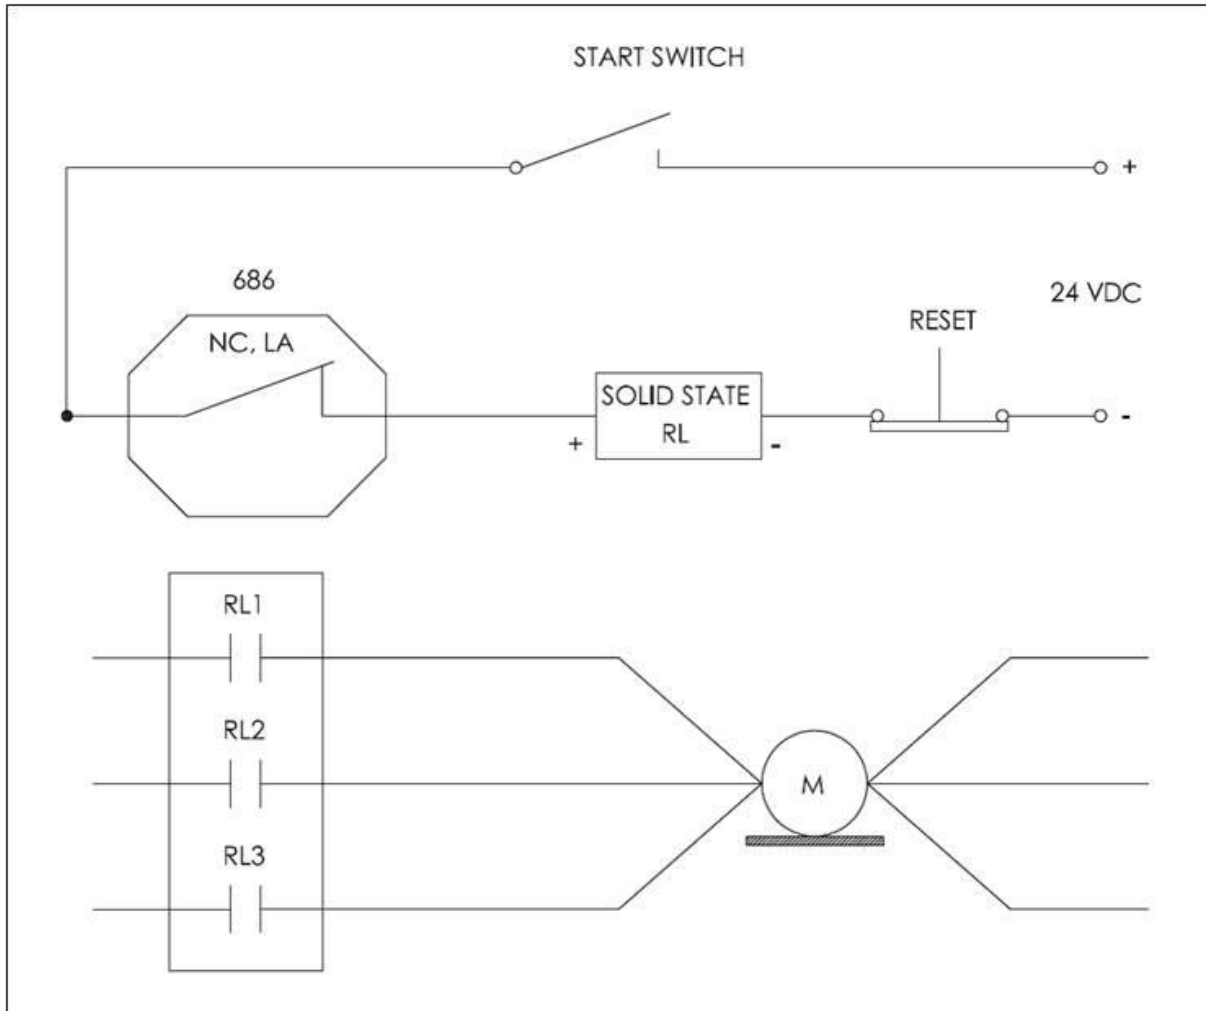 START SWITCH
+
686
24 VDC
NC, LA
RESET
SOLID STATE
RL
+
-
-
RL1
RL2
M
RL3